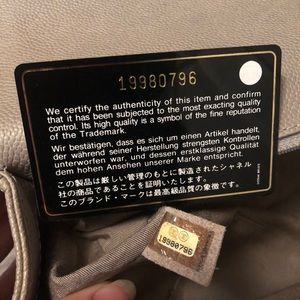 19980796
We certify the authenticity of this item and confirm
that it has been subjected to the most exacting quality
control. Its high quality is a symbol of the fine reputation
of the Trademark.
Wir bestätigen, dass es sich um einen Artikel handelt,
der während seiner Herstellung strengsten Kontrollen
unterworfen war, und dessen erstklassige Qualität
dem hohen Ansehen unserer Marke entspricht.
この製品は厳しい管理のもとに製造されたシャネル
社の商品であることを証明いたします。
このブランド・マークは最高級品質の象徴です。
19980796